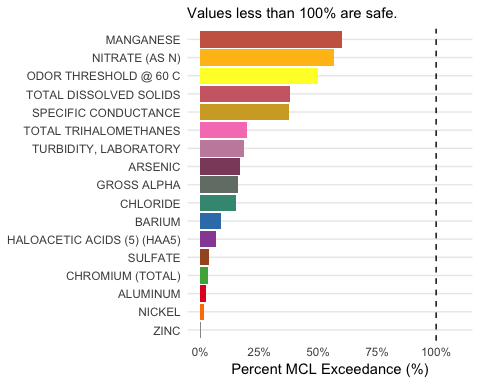 Values less than 100% are safe.
MANGANESE
NITRATE (AS N)
ODOR THRESHOLD @ 60 C
TOTAL DISSOLVED SOLIDS
SPECIFIC CONDUCTANCE
TOTAL TRIHALOMETHANES
TURBIDITY, LABORATORY
ARSENIC
GROSS ALPHA
CHLORIDE
BARIUM
HALOACETIC ACIDS (5) (HAA5)
SULFATE
CHROMIUM (TOTAL)
ALUMINUM
NICKEL
ZINC
0% 25% 50% 75% 100%
Percent MCL Exceedance (%)